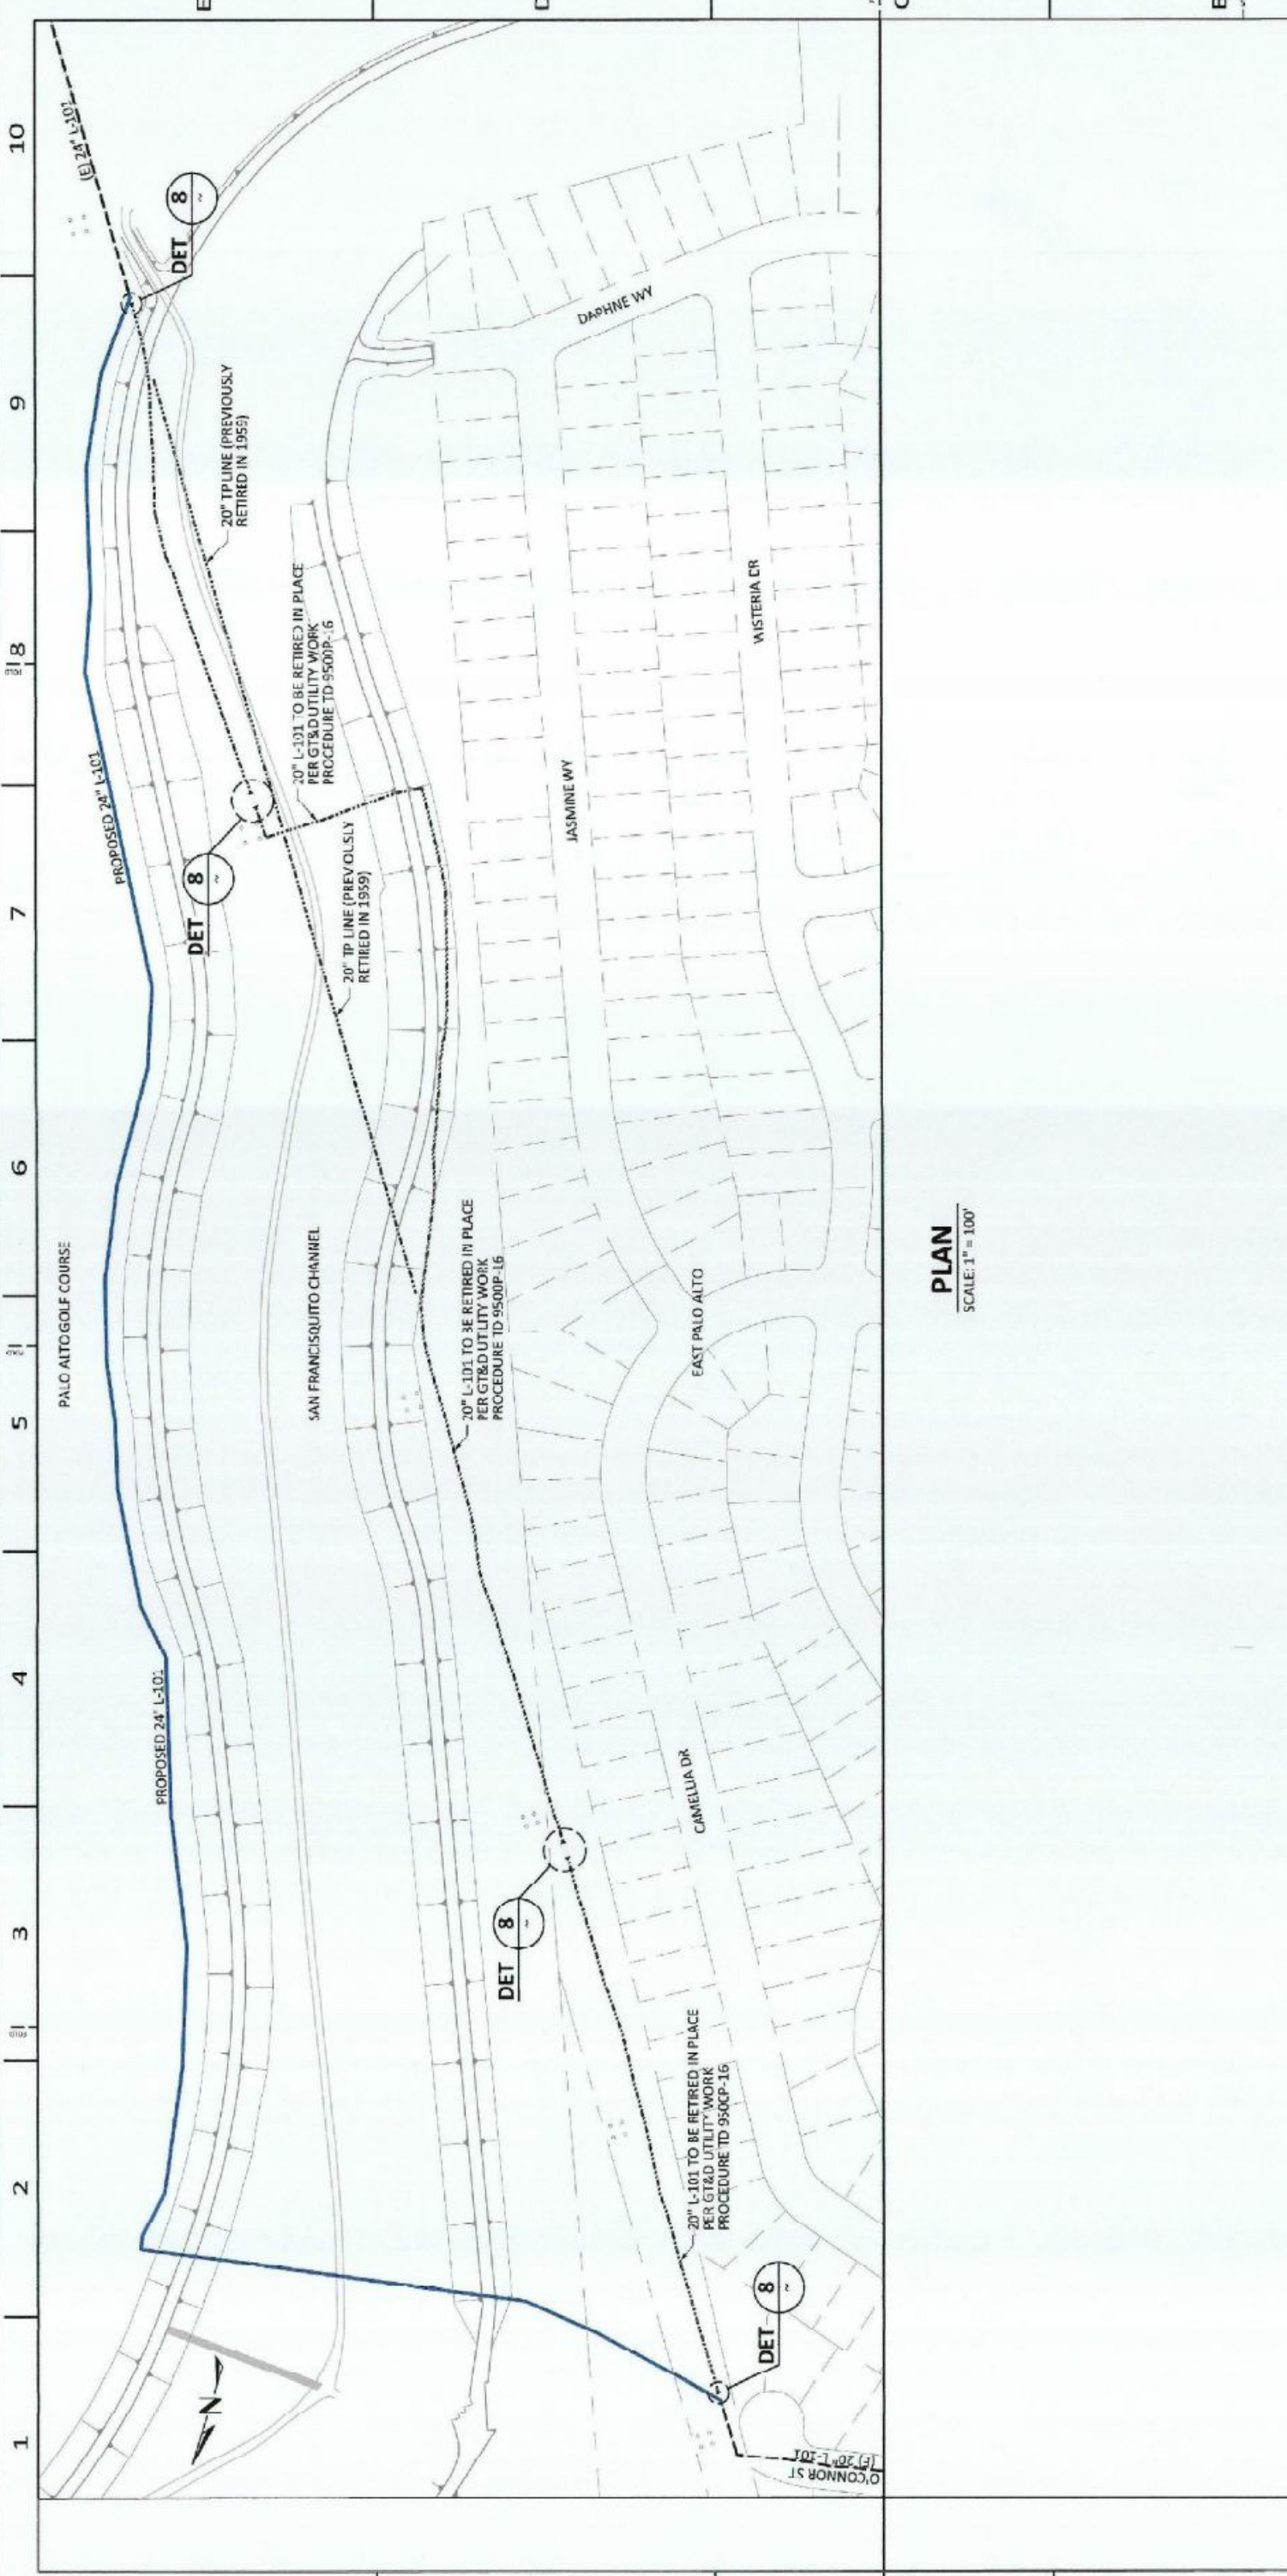 10
9
8
7
6
5
4
3
2
1
E
D
C
B
(E) 24" L-101
DET 8
~
20" TP LINE (PREVIOUSLY
RETIRED IN 1959)
20" L-101 TO BE RETIRED IN PLACE
PER GT&D UTILITY WORK
PROCEDURE TD-9500P-16
PROPOSED 24" L-101
DET 8
~
20" TP LINE (PREVIOUSLY
RETIRED IN 1959)
PALO ALTO GOLF COURSE
SAN FRANCISQUITO CHANNEL
20" L-101 TO BE RETIRED IN PLACE
PER GT&D UTILITY WORK
PROCEDURE TD-9500P-16
PROPOSED 24" L-101
DET 8
~
20" L-101 TO BE RETIRED IN PLACE
PER GT&D UTILITY WORK
PROCEDURE TD-9500P-16
DET 8
~
N
(E) 20" L-101
O'CONNOR ST
DAPHNE WY
WISTERIA DR
JASMINE WY
EAST PALO ALTO
CAMELLIA DR
PLAN
SCALE: 1" = 100'